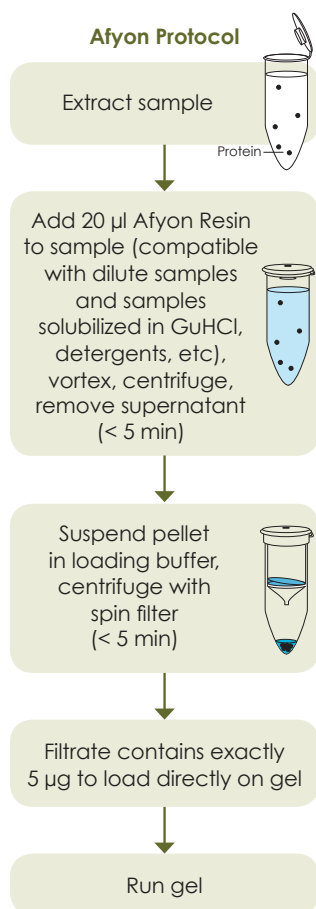 Afyon Protocol
Extract sample
Protein
Add 20 µl Afyon Resin
to sample (compatible
with dilute samples
and samples
solubilized in GuHCl,
detergents, etc),
vortex, centrifuge,
remove supernatant
(< 5 min)
Suspend pellet
in loading buffer,
centrifuge with
spin filter
(< 5 min)
Filtrate contains exactly
5 µg to load directly on gel
Run gel